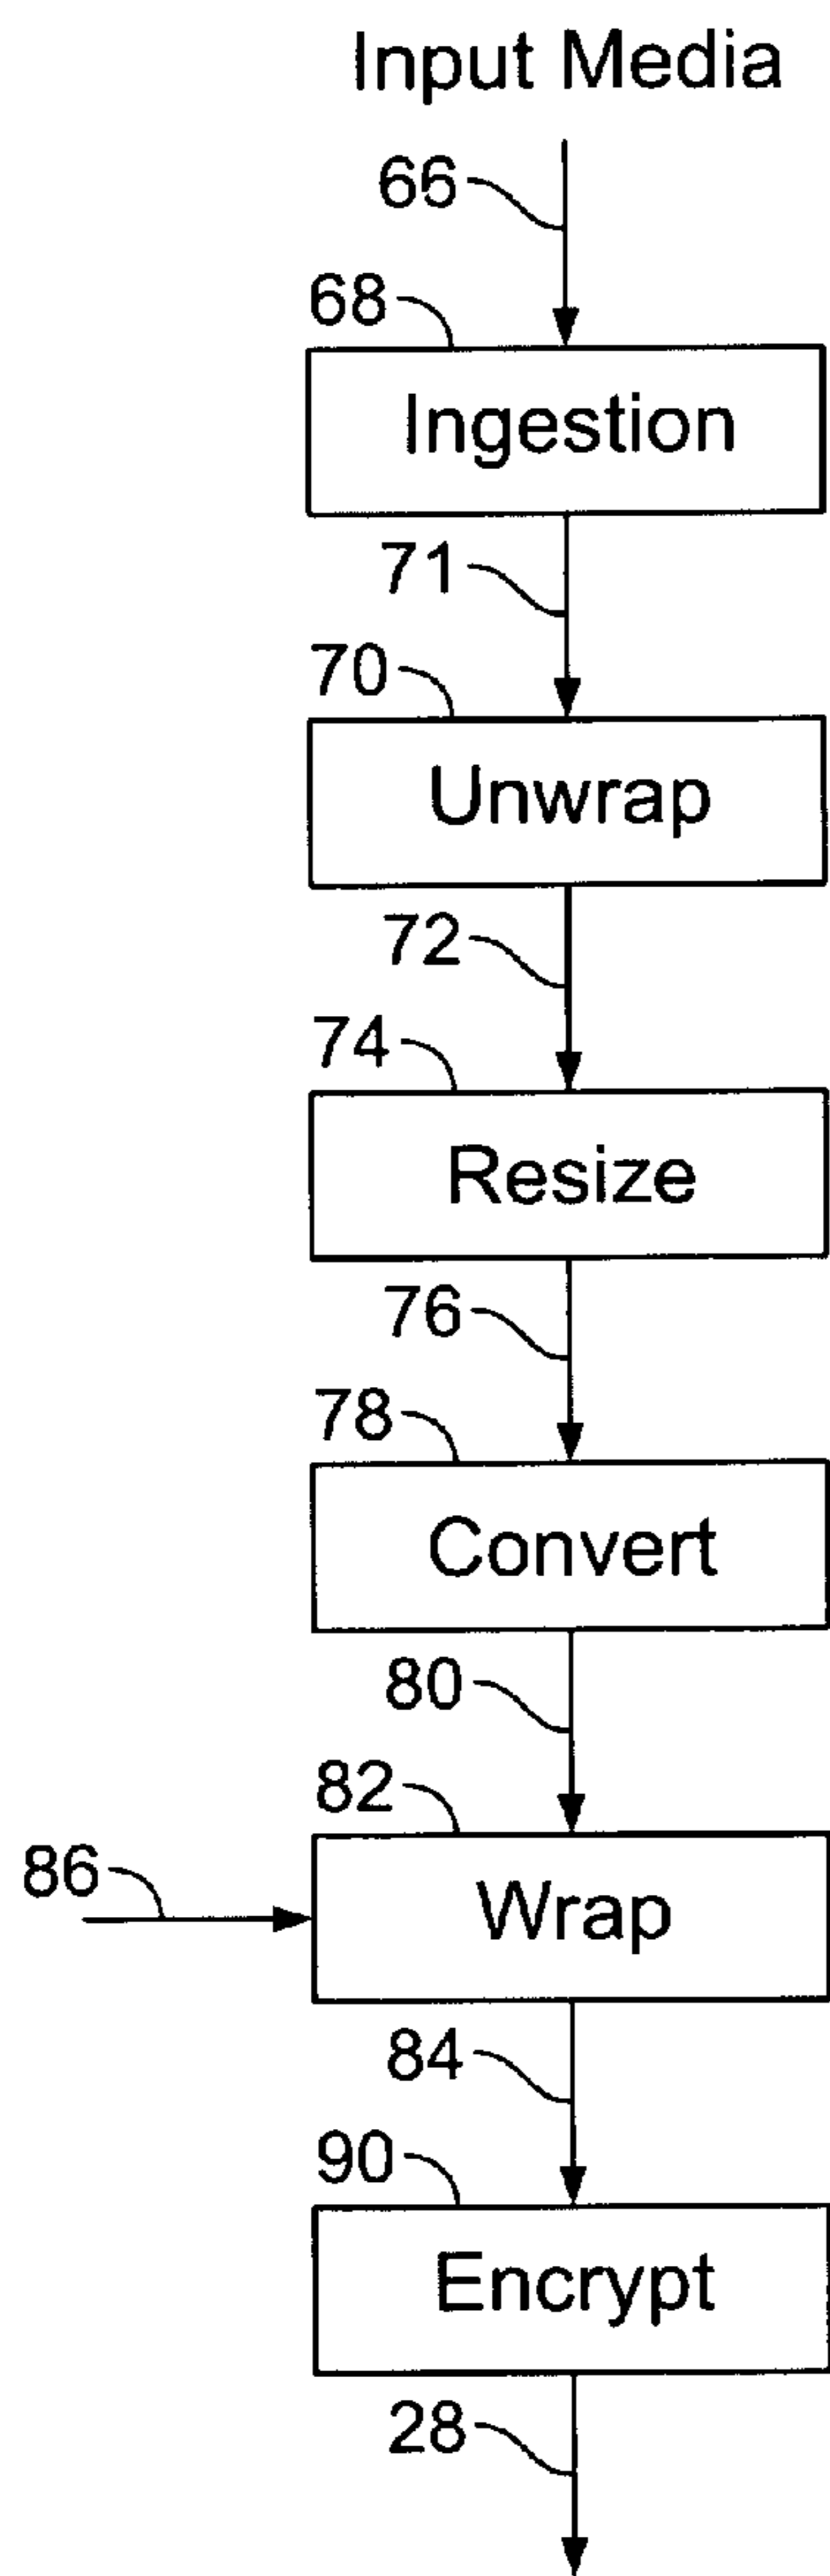 Input Media
66
68
Ingestion
71
70
Unwrap
72
74
Resize
76
78
Convert
80
82
86
Wrap
84
90
Encrypt
28